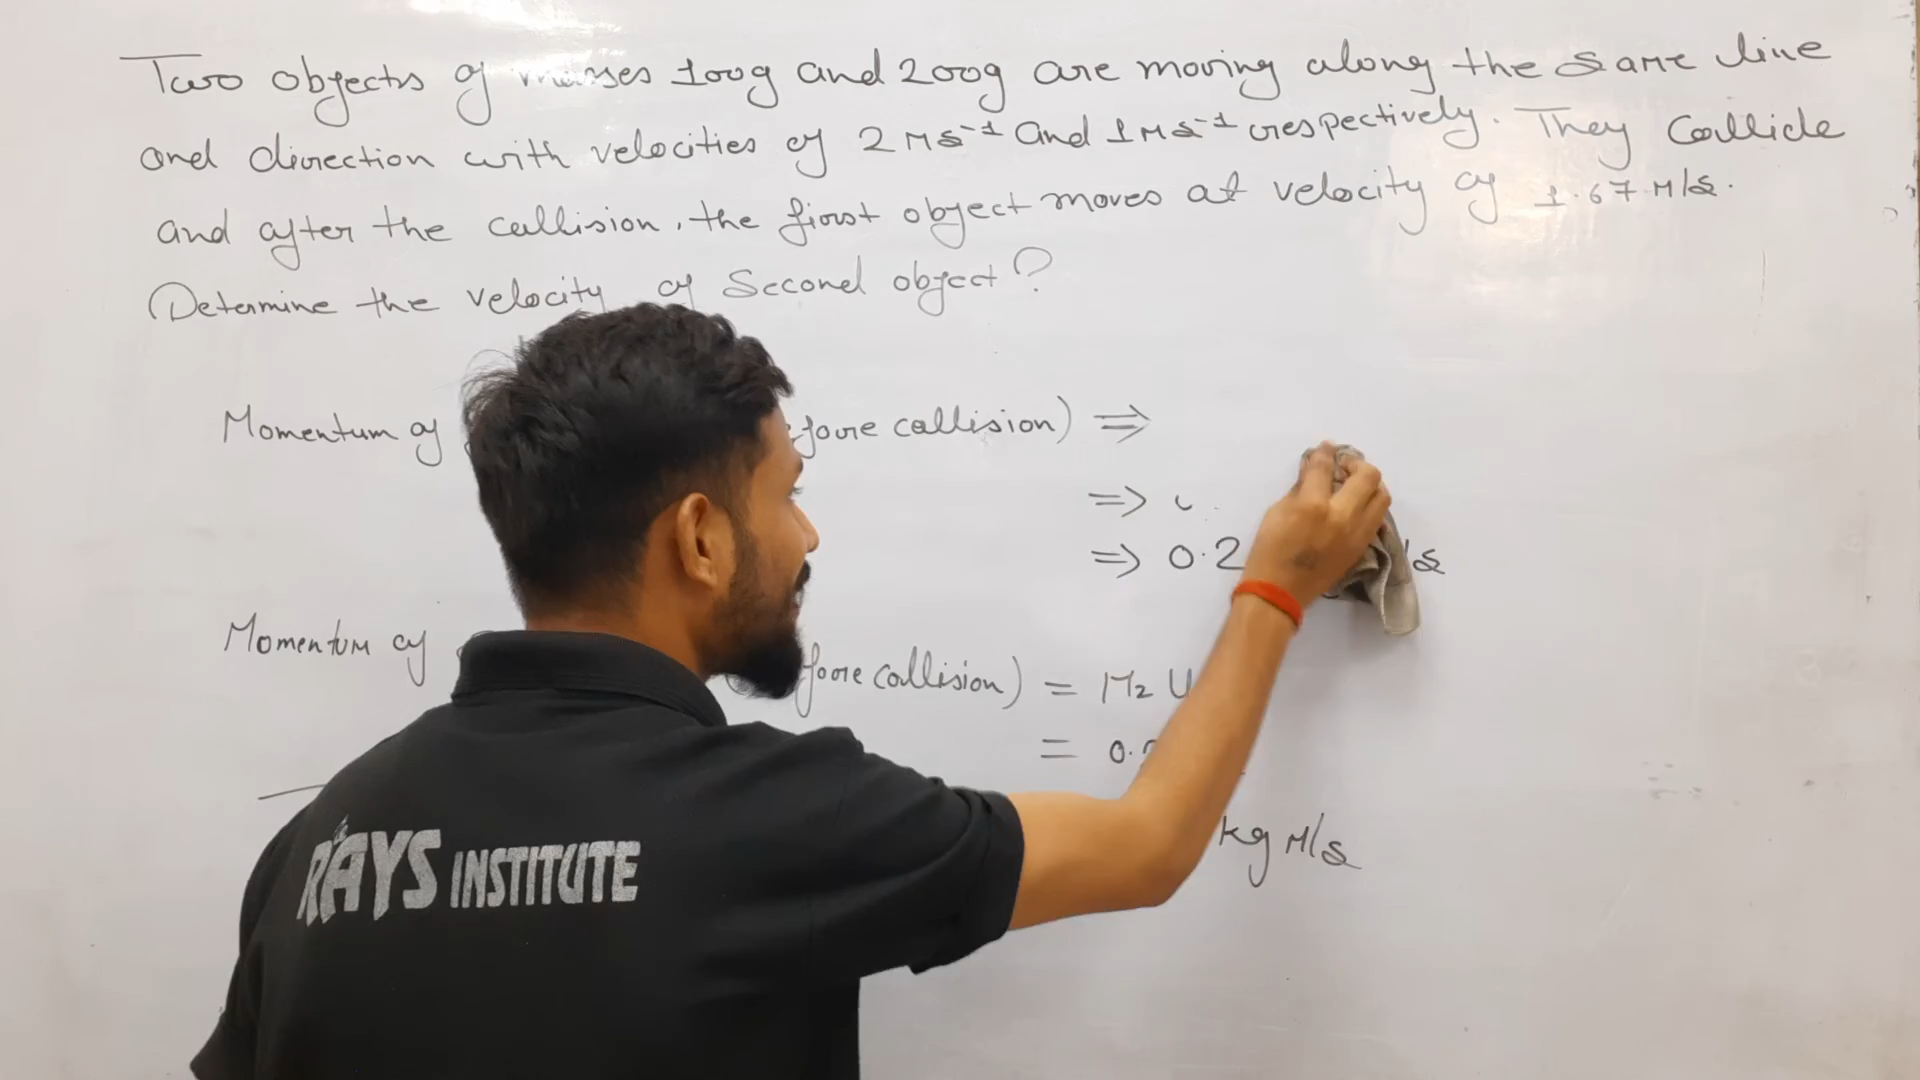 Two objects of masses 100g and 200g are moving along the same line
and direction with velocities of 2 ms⁻¹ and 1 ms⁻¹ respectively. They Collide
and after the collision, the first object moves at velocity of 1.67 m/s.
Determine the velocity of Second object?
Momentum of collision) ⇒
⇒
⇒ 0.2
Momentum of collision) = M₂ U
= 0.
kg M/s
RAYS INSTITUTE